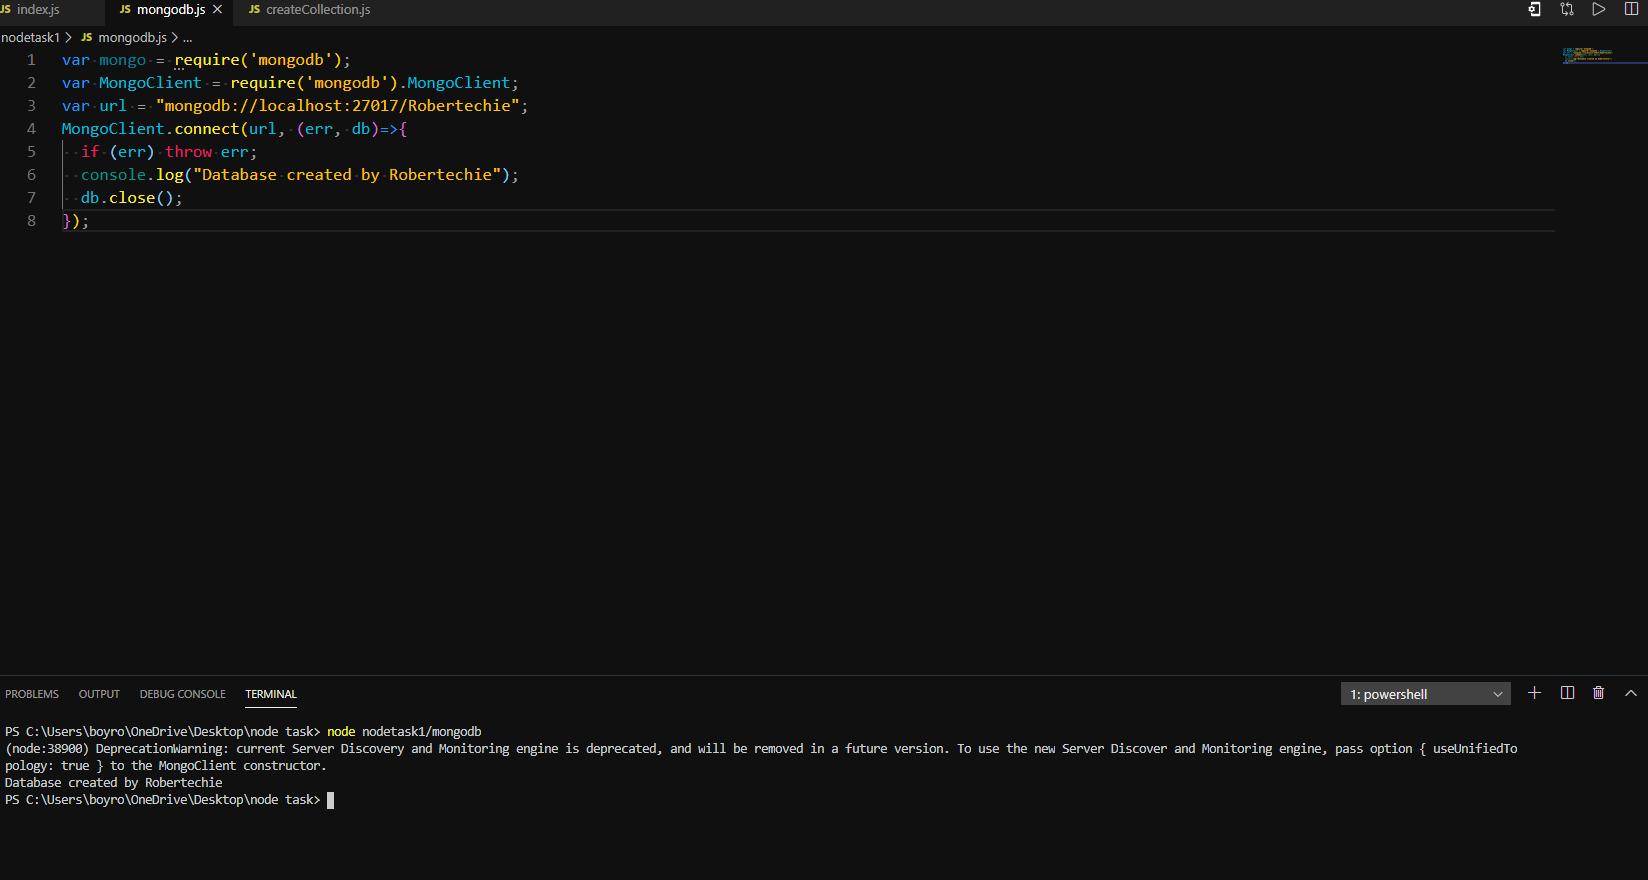 JS index.js JS mongodb.js × JS createCollection.js
nodetask1 > JS mongodb.js > ...
1 var mongo = require('mongodb');
2 var MongoClient = require('mongodb').MongoClient;
3 var url = "mongodb://localhost:27017/Robertechie";
4 MongoClient.connect(url, (err, db)=>{
5 if (err) throw err;
6 console.log("Database created by Robertechie");
7 db.close();
8 });
PROBLEMS OUTPUT DEBUG CONSOLE TERMINAL 1: powershell
PS C:\Users\boyro\OneDrive\Desktop\node task> node nodetask1/mongodb
(node:38900) DeprecationWarning: current Server Discovery and Monitoring engine is deprecated, and will be removed in a future version. To use the new Server Discover and Monitoring engine, pass option { useUnifiedTo
pology: true } to the MongoClient constructor.
Database created by Robertechie
PS C:\Users\boyro\OneDrive\Desktop\node task>